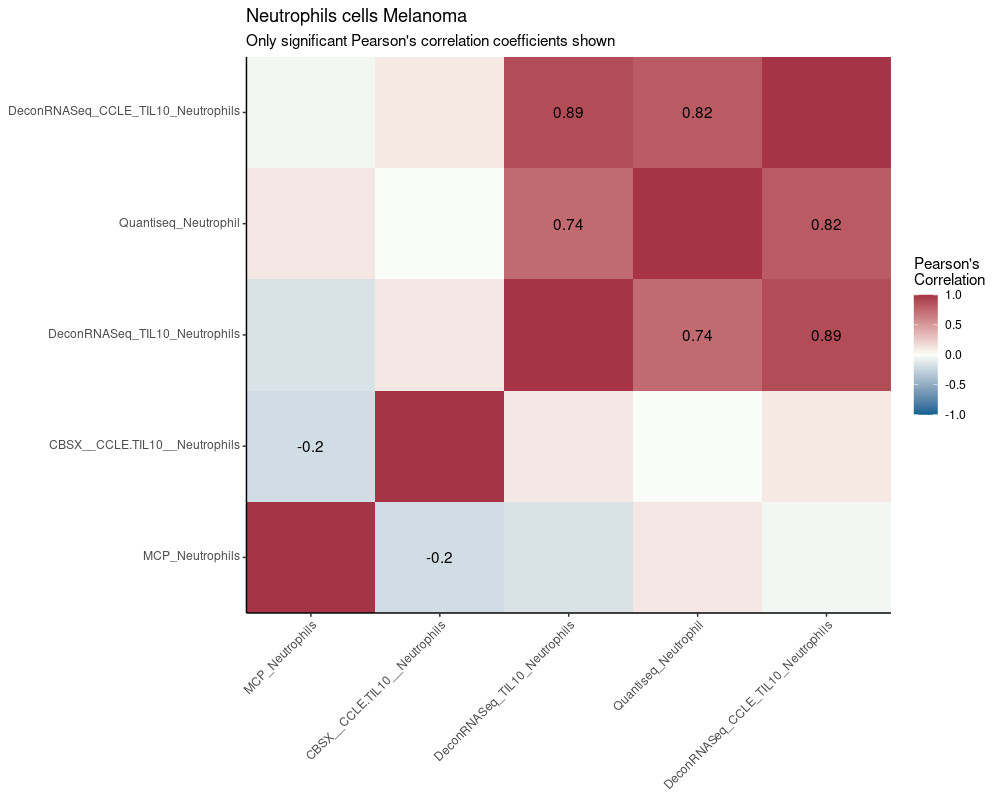 Neutrophils cells Melanoma
Only significant Pearson's correlation coefficients shown
DeconRNASeq_CCLE_TIL10_Neutrophils
0.89
0.82
Quantiseq_Neutrophil
0.74
0.82
DeconRNASeq_TIL10_Neutrophils
0.74
0.89
CBSX__CCLE.TIL10__Neutrophils
-0.2
MCP_Neutrophils
-0.2
MCP_Neutrophils
CBSX__CCLE.TIL10__Neutrophils
DeconRNASeq_TIL10_Neutrophils
Quantiseq_Neutrophil
DeconRNASeq_CCLE_TIL10_Neutrophils
Pearson's
Correlation
1.0
0.5
0.0
-0.5
-1.0